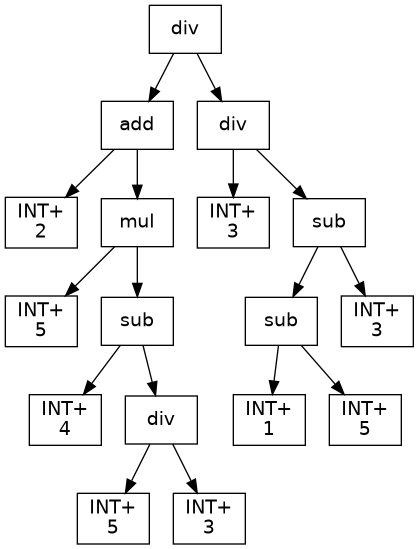 div
add
div
INT+
2
mul
INT+
3
sub
INT+
5
sub
sub
INT+
3
INT+
4
div
INT+
1
INT+
5
INT+
5
INT+
3